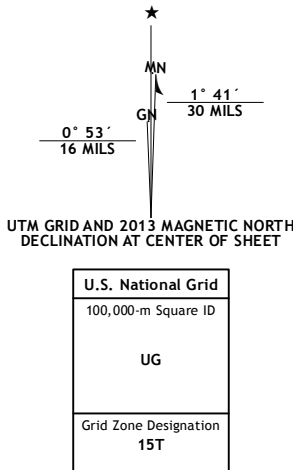 ★
MN
1° 41´
30 MILS
GN
0° 53´
16 MILS
UTM GRID AND 2013 MAGNETIC NORTH
DECLINATION AT CENTER OF SHEET
U.S. National Grid
100,000-m Square ID
UG
Grid Zone Designation
15T